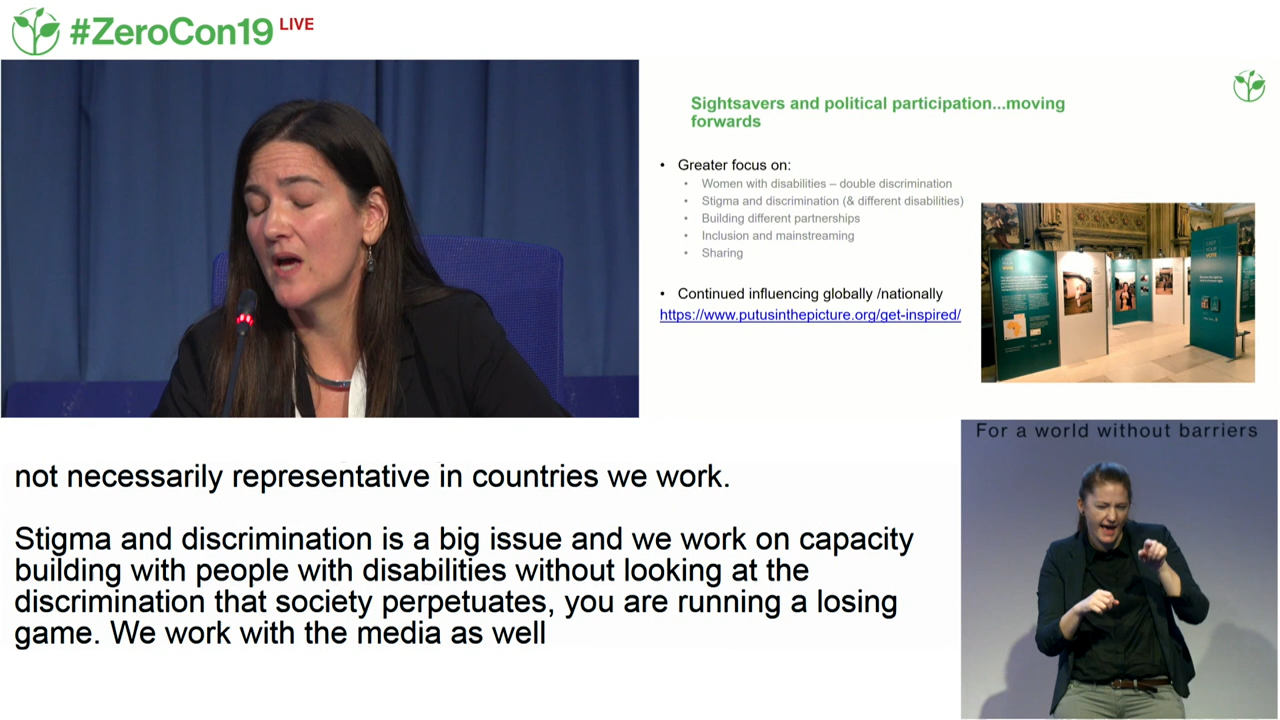 #ZeroCon19 LIVE
Sightsavers and political participation...moving
forwards
• Greater focus on:
• Women with disabilities – double discrimination
• Stigma and discrimination (& different disabilities)
• Building different partnerships
• Inclusion and mainstreaming
• Sharing
• Continued influencing globally /nationally
https://www.putusinthepicture.org/get-inspired/
YOUR
VOTE
For a world without barriers
not necessarily representative in countries we work.
Stigma and discrimination is a big issue and we work on capacity
building with people with disabilities without looking at the
discrimination that society perpetuates, you are running a losing
game. We work with the media as well